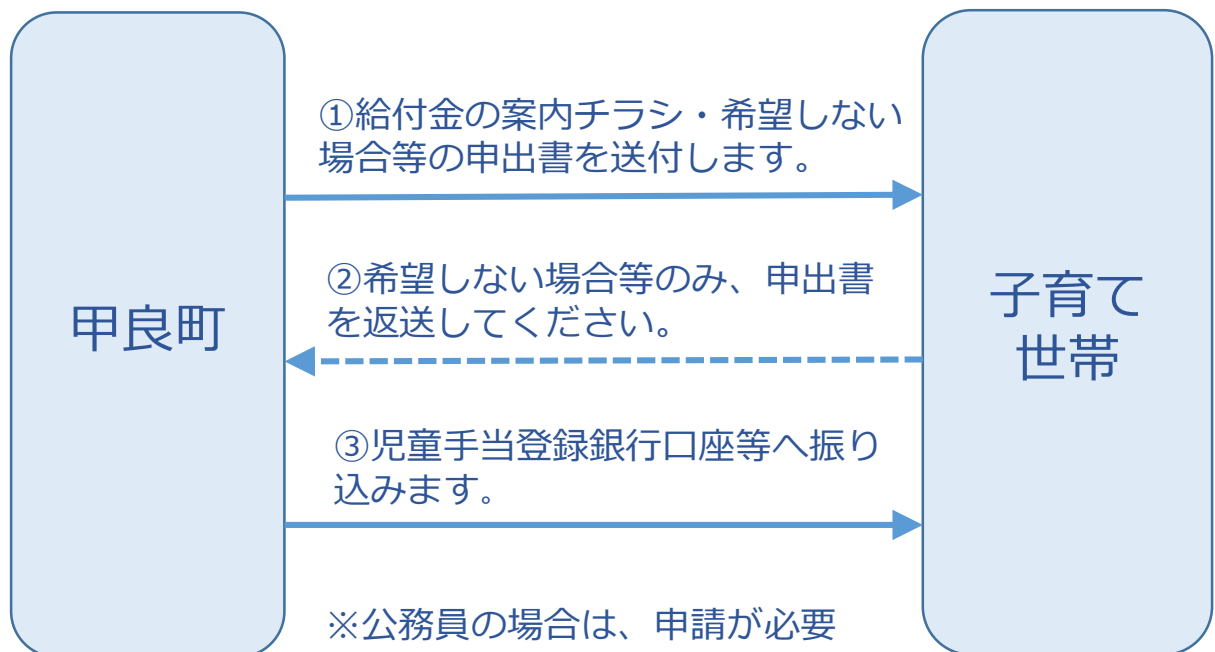 甲良町
①給付金の案内チラシ・希望しない
場合等の申出書を送付します。
②希望しない場合等のみ、申出書
を返送してください。
③児童手当登録銀行口座等へ振り
込みます。
※公務員の場合は、申請が必要
子育て
世帯